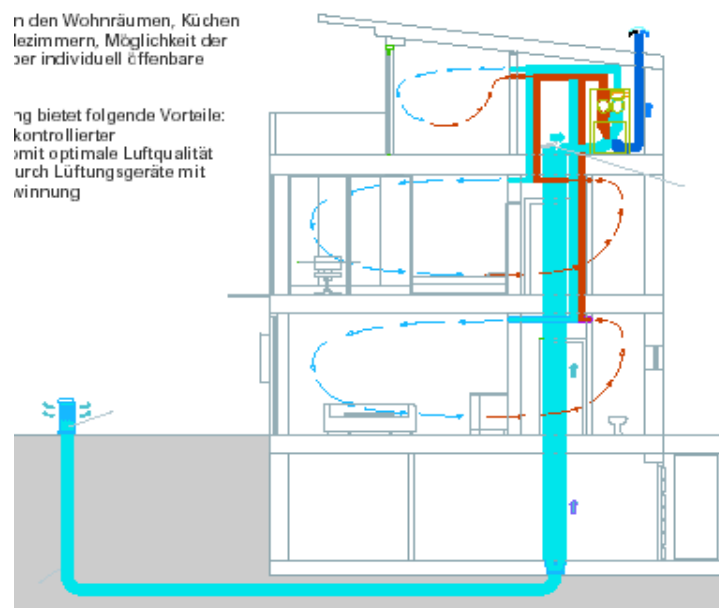 n den Wohnräumen, Küchen
lezimmern, Möglichkeit der
ber individuell öffenbare
ng bietet folgende Vorteile:
kontrollierter
omit optimale Luftqualität
urch Lüftungsgeräte mit
winnung